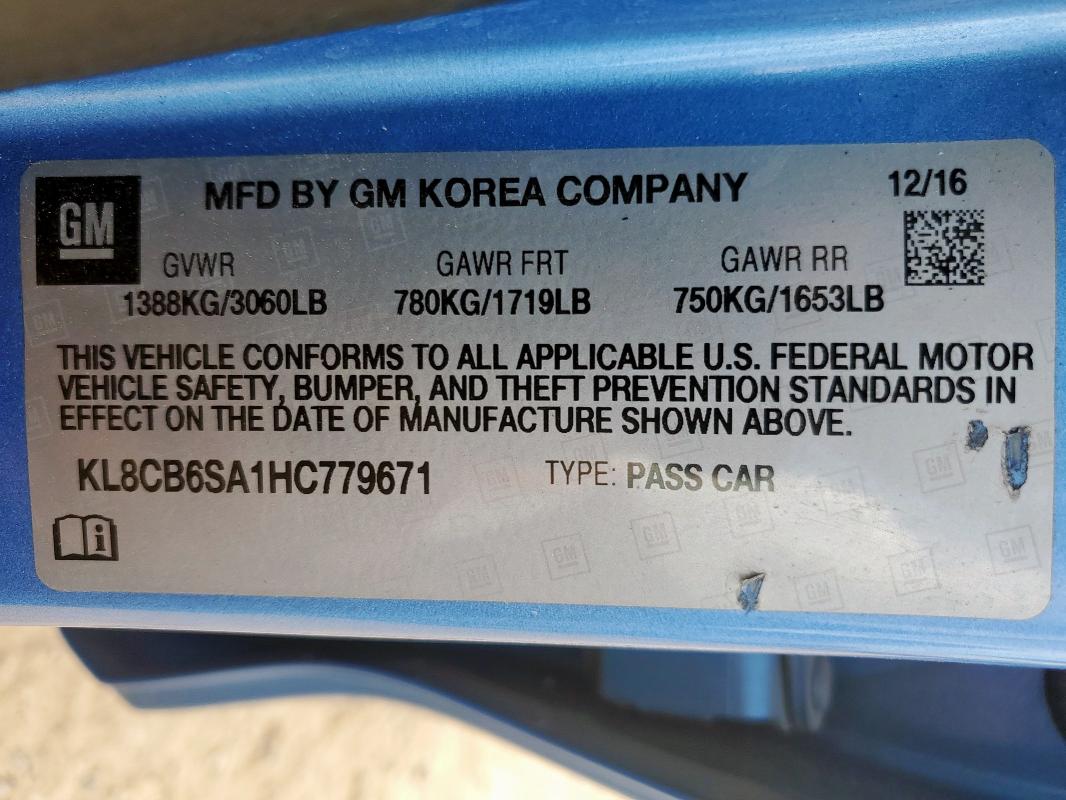 GM
MFD BY GM KOREA COMPANY 12/16
GVWR GAWR FRT GAWR RR
1388KG/3060LB 780KG/1719LB 750KG/1653LB
THIS VEHICLE CONFORMS TO ALL APPLICABLE U.S. FEDERAL MOTOR
VEHICLE SAFETY, BUMPER, AND THEFT PREVENTION STANDARDS IN
EFFECT ON THE DATE OF MANUFACTURE SHOWN ABOVE.
KL8CB6SA1HC779671 TYPE: PASS CAR
i